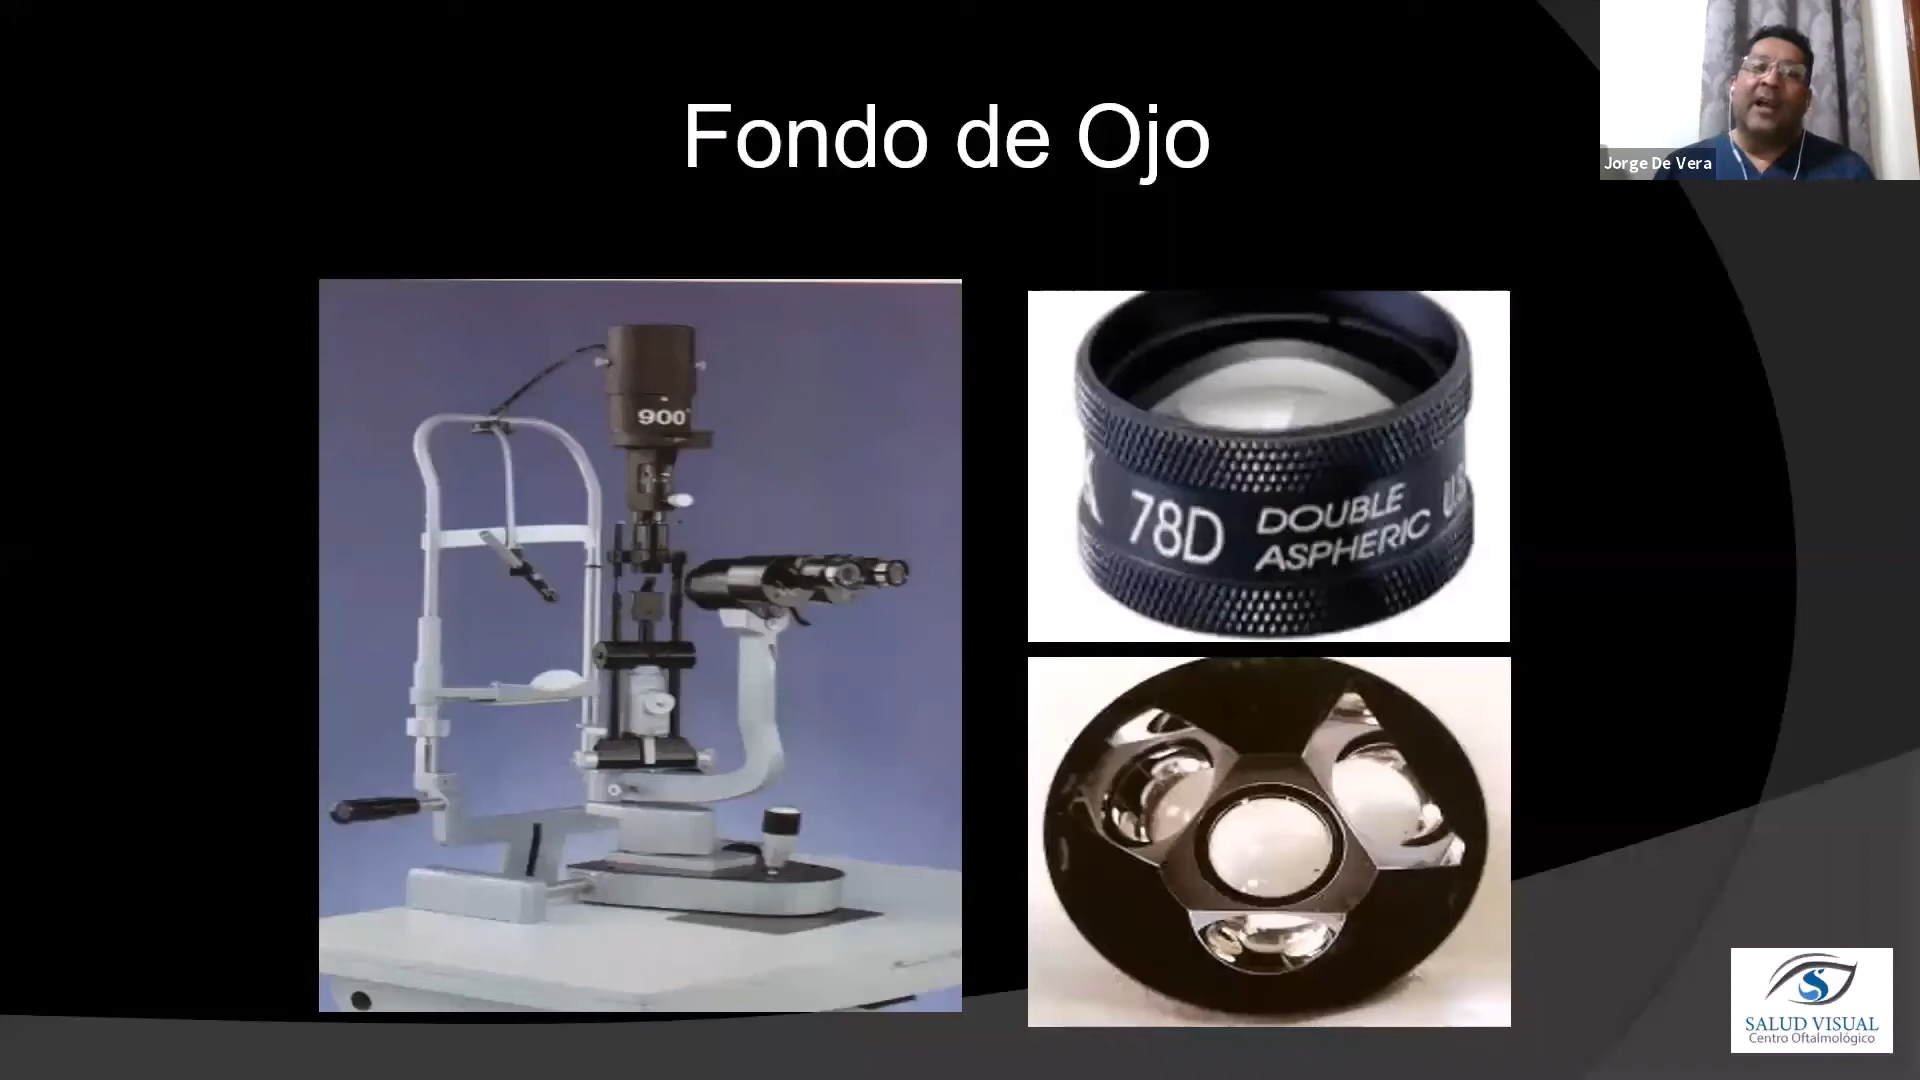 Fondo de Ojo
Jorge De Vera
900
78D
DOUBLE
ASPHERIC
SALUD VISUAL
Centro Oftalmológico